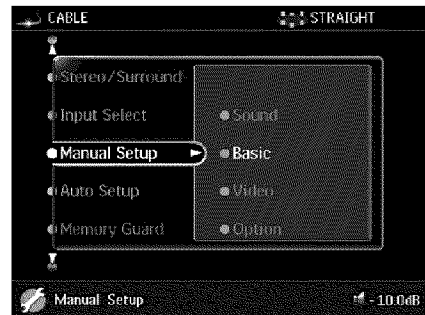 CABLE STRAIGHT
Stereo/Surround
Input Select
Sound
Manual Setup
Basic
Auto Setup
Video
Memory Guard
Option
Manual Setup -10.0dB